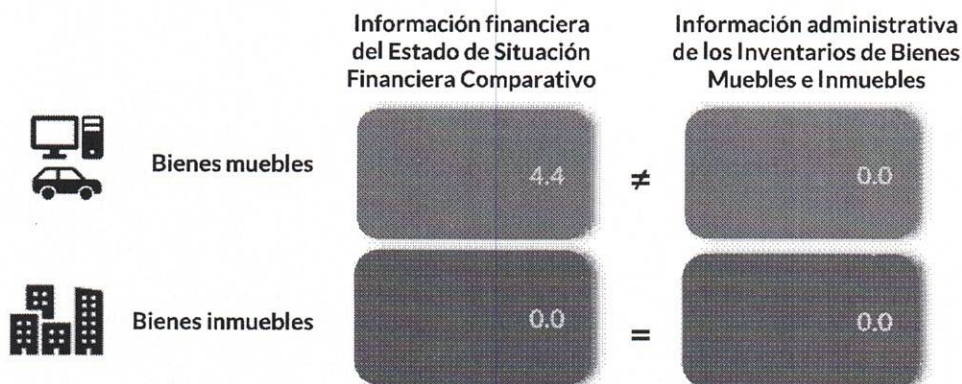 Información financiera
del Estado de Situación
Financiera Comparativo
Información administrativa
de los Inventarios de Bienes
Muebles e Inmuebles
Bienes muebles
4.4
≠
0.0
Bienes inmuebles
0.0
=
0.0